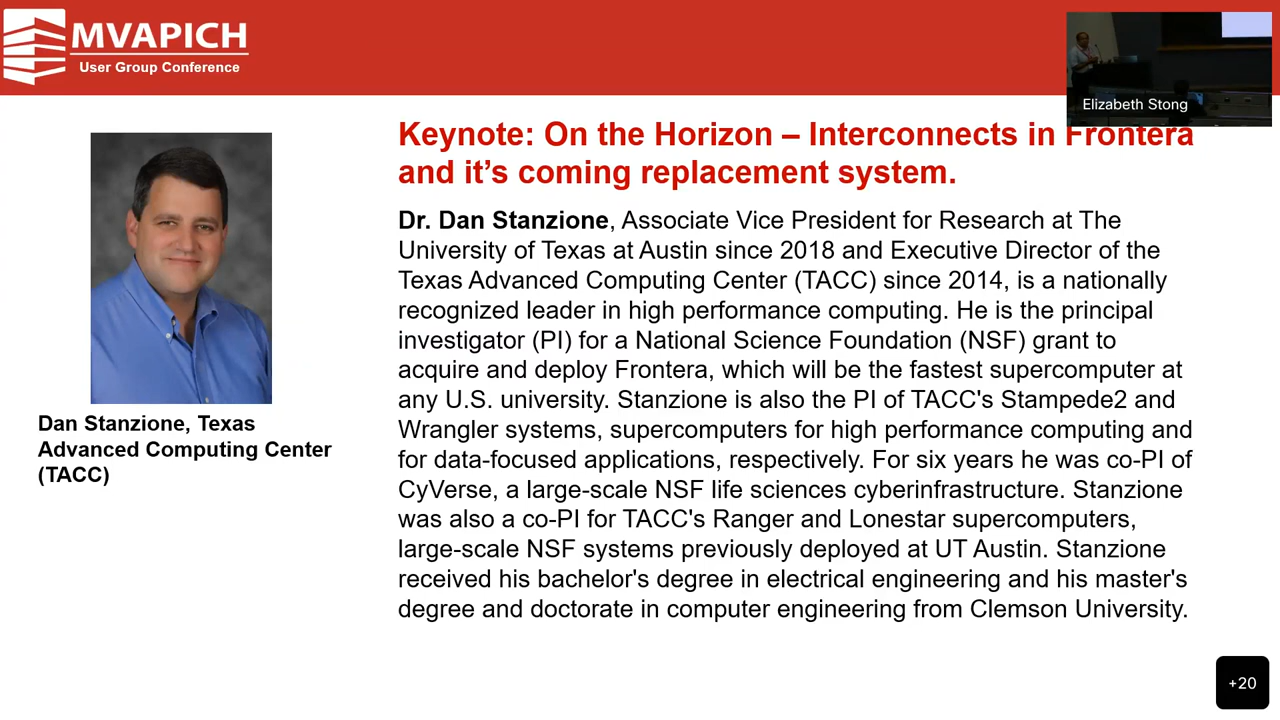 MVAPICH
User Group Conference
Elizabeth Stong
Keynote: On the Horizon – Interconnects in Frontera
and it’s coming replacement system.
Dr. Dan Stanzione, Associate Vice President for Research at The
University of Texas at Austin since 2018 and Executive Director of the
Texas Advanced Computing Center (TACC) since 2014, is a nationally
recognized leader in high performance computing. He is the principal
investigator (PI) for a National Science Foundation (NSF) grant to
acquire and deploy Frontera, which will be the fastest supercomputer at
any U.S. university. Stanzione is also the PI of TACC's Stampede2 and
Wrangler systems, supercomputers for high performance computing and
for data-focused applications, respectively. For six years he was co-PI of
CyVerse, a large-scale NSF life sciences cyberinfrastructure. Stanzione
was also a co-PI for TACC's Ranger and Lonestar supercomputers,
large-scale NSF systems previously deployed at UT Austin. Stanzione
received his bachelor's degree in electrical engineering and his master's
degree and doctorate in computer engineering from Clemson University.
Dan Stanzione, Texas
Advanced Computing Center
(TACC)
+20